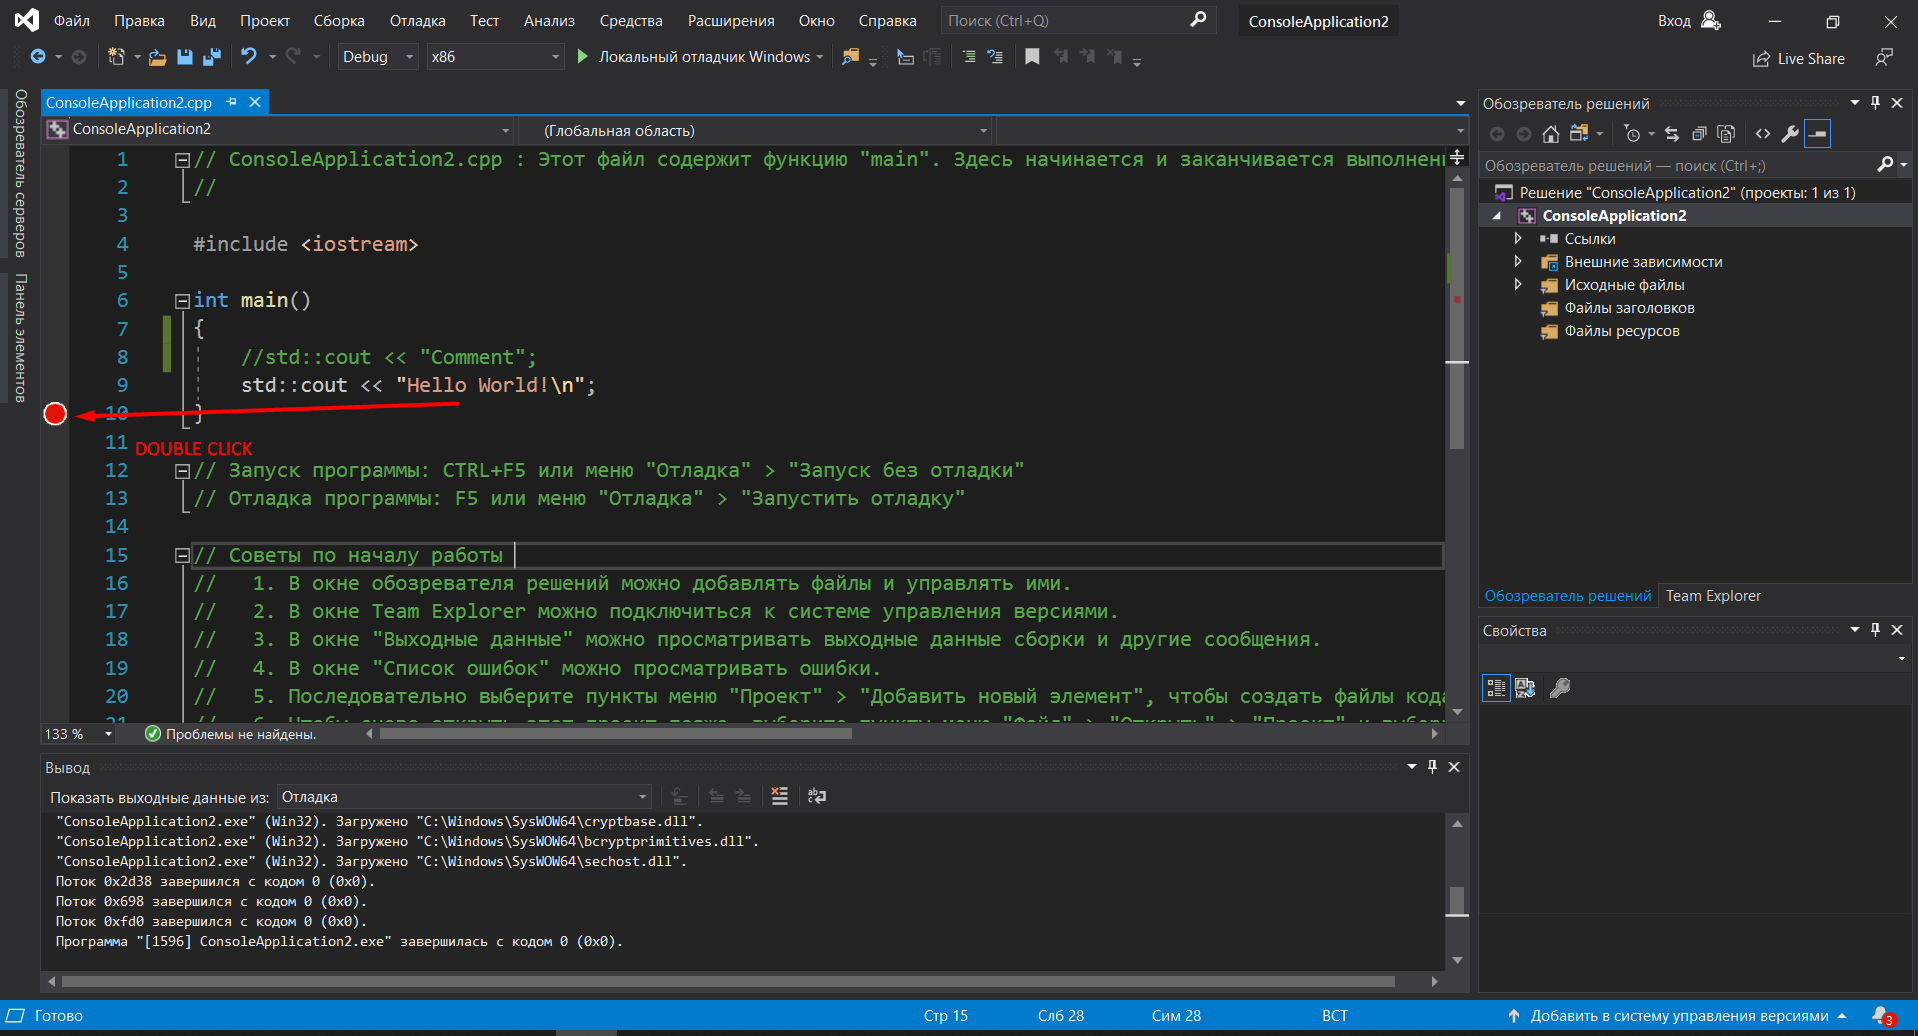 Файл Правка Вид Проект Сборка Отладка Тест Анализ Средства Расширения Окно Справка Поиск (Ctrl+Q) ConsoleApplication2 Вход
Debug x86 Локальный отладчик Windows Live Share
Обозреватель серверов
Панель элементов
ConsoleApplication2.cpp
ConsoleApplication2 (Глобальная область)
1 // ConsoleApplication2.cpp : Этот файл содержит функцию "main". Здесь начинается и заканчивается
2 //
3
4 #include <iostream>
5
6 int main()
7 {
8 //std::cout << "Comment";
9 std::cout << "Hello World!\n";
10 }
11
DOUBLE CLICK
12 // Запуск программы: CTRL+F5 или меню "Отладка" > "Запуск без отладки"
13 // Отладка программы: F5 или меню "Отладка" > "Запустить отладку"
14
15 // Советы по началу работы
16 // 1. В окне обозревателя решений можно добавлять файлы и управлять ими.
17 // 2. В окне Team Explorer можно подключиться к системе управления версиями.
18 // 3. В окне "Выходные данные" можно просматривать выходные данные сборки и другие сообщения.
19 // 4. В окне "Список ошибок" можно просматривать ошибки.
20 // 5. Последовательно выберите пункты меню "Проект" > "Добавить новый элемент", чтобы создать файлы кода
133 % Проблемы не найдены.
Вывод
Показать выходные данные из: Отладка
"ConsoleApplication2.exe" (Win32). Загружено "C:\Windows\SysWOW64\cryptbase.dll".
"ConsoleApplication2.exe" (Win32). Загружено "C:\Windows\SysWOW64\bcryptprimitives.dll".
"ConsoleApplication2.exe" (Win32). Загружено "C:\Windows\SysWOW64\sechost.dll".
Поток 0x2d38 завершился с кодом 0 (0x0).
Поток 0x698 завершился с кодом 0 (0x0).
Поток 0xfd0 завершился с кодом 0 (0x0).
Программа "[1596] ConsoleApplication2.exe" завершилась с кодом 0 (0x0).
Обозреватель решений
Обозреватель решений — поиск (Ctrl+;)
Решение "ConsoleApplication2" (проекты: 1 из 1)
ConsoleApplication2
Ссылки
Внешние зависимости
Исходные файлы
Файлы заголовков
Файлы ресурсов
Обозреватель решений Team Explorer
Свойства
Готово Стр 15 Слб 28 Сим 28 ВСТ Добавить в систему управления версиями 3